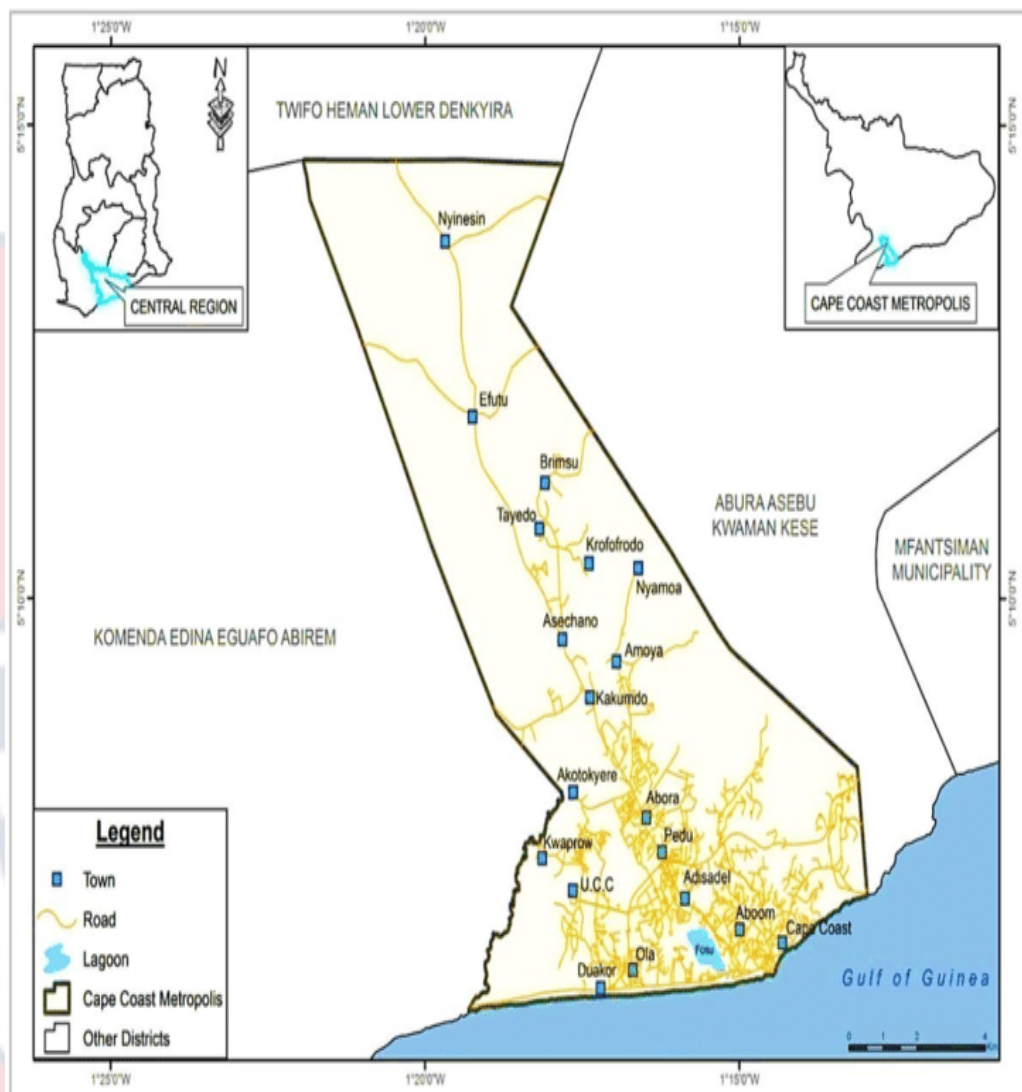 1°25'0"W
1°20'0"W
1°15'0"W
N
TWIFO HEMAN LOWER DENKYIRA
CENTRAL REGION
CAPE COAST METROPOLIS
5°15'0"N
5°15'0"N
Nyinesin
Efutu
Brimsu
Tayedo
Krofofrodo
Nyamoa
ABURA ASEBU
KWAMAN KESE
MFANTSIMAN
MUNICIPALITY
5°10'0"N
5°10'0"N
KOMENDA EDINA EGUAFO ABIREM
Asechano
Amoya
Kakumdo
Akotokyere
Abora
Kwaprow
Pedu
U.C.C
Adisadel
Aboom
Cape Coast
Fosu
Ola
Duakor
Gulf of Guinea
Legend
Town
Road
Lagoon
Cape Coast Metropolis
Other Districts
0 1 2 4
Km
1°25'0"W
1°20'0"W
1°15'0"W